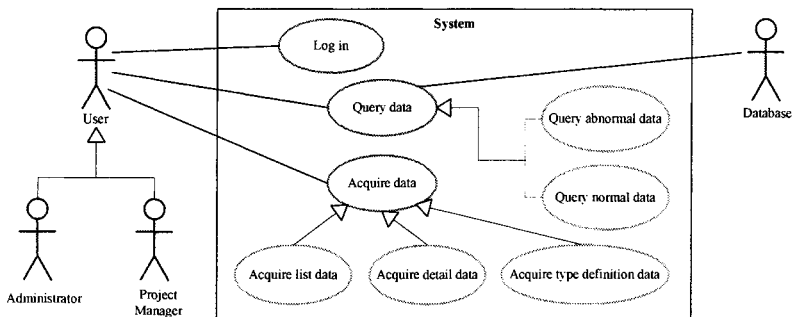 System
Log in
User
Query data
Database
Query abnormal data
Acquire data
Query normal data
Administrator
Project
Manager
Acquire list data
Acquire detail data
Acquire type definition data